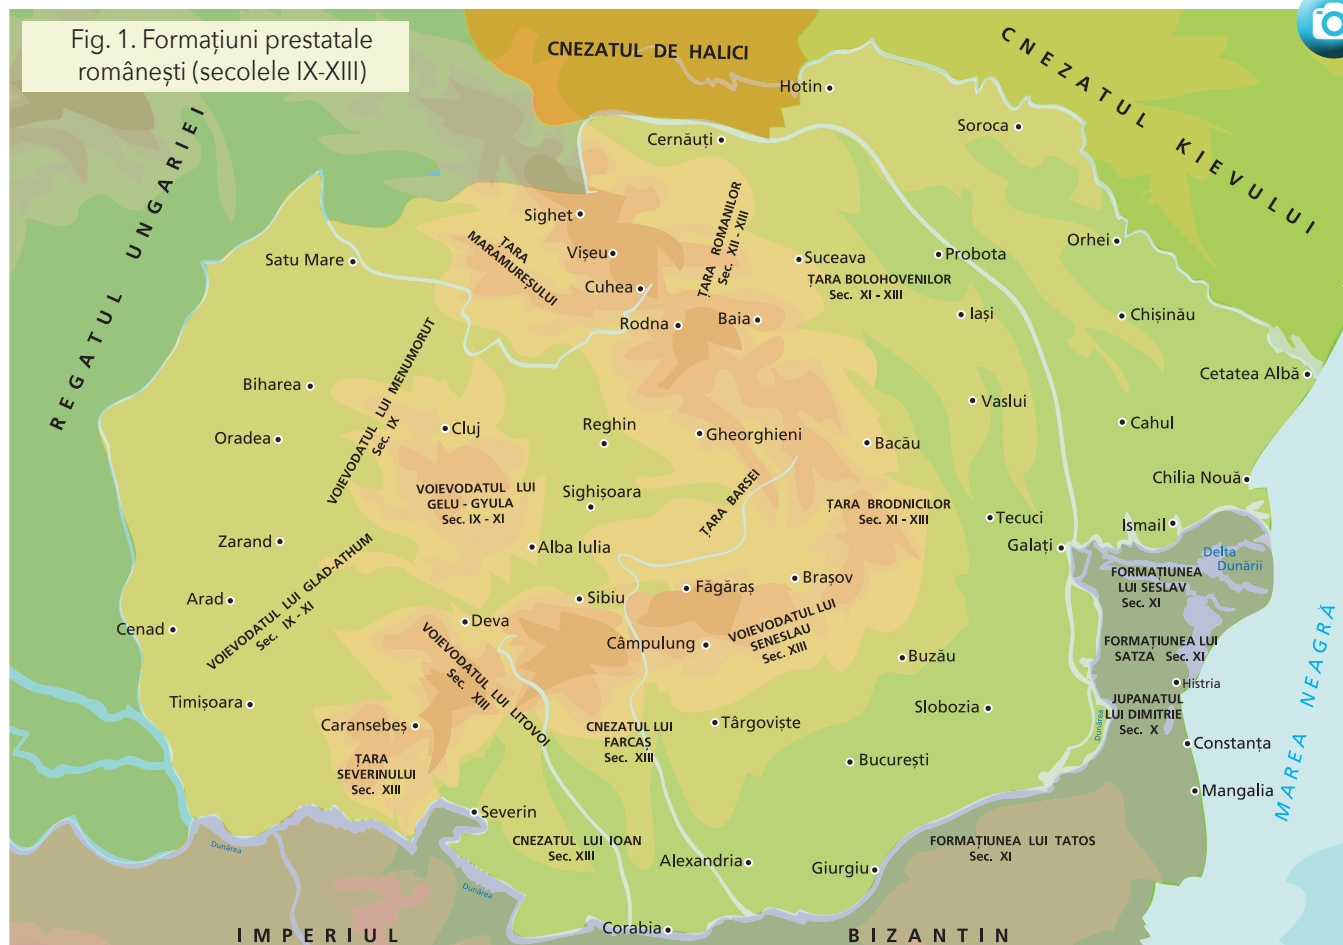 Fig. 1. Formațiuni prestatale
românești (secolele IX-XIII)
CNEZATUL DE HALICI
CNEZATUL KIEVULUI
REGATUL UNGARIEI
Hotin
Soroca
Cernăuți
Sighet
ȚARA
MARAMUREȘULUI
Vișeu
Cuhea
ȚARA ROMANILOR
Sec. XII - XIII
Suceava
Probota
Orhei
ȚARA BOLOHOVENILOR
Sec. XI - XIII
Satu Mare
Rodna
Baia
Iași
Chișinău
Cetatea Albă
Biharea
VOIEVODATUL LUI MENUMORUT
Sec. IX
Oradea
Cluj
Reghin
Gheorghieni
Bacău
Vaslui
Cahul
Chilia Nouă
VOIEVODATUL LUI
GELU - GYULA
Sec. IX - XI
Sighișoara
ȚARA BARSEI
ȚARA BRODNICILOR
Sec. XI - XIII
Tecuci
Ismail
Galați
Delta
Dunării
Zarand
Alba Iulia
VOIEVODATUL LUI GLAD-ATHUM
Sec. IX - XI
Arad
Cenad
Sibiu
Făgăraș
Brașov
FORMAȚIUNEA
LUI SESLAV
Sec. XI
Deva
VOIEVODATUL LUI LITOVOI
Sec. XIII
Câmpulung
VOIEVODATUL LUI
SENESLAU
Sec. XIII
Buzău
FORMAȚIUNEA LUI
SATZA Sec. XI
Histria
JUPANATUL
LUI DIMITRIE
Sec. X
Dunărea
Timișoara
Caransebeș
CNEZATUL LUI
FARCAȘ
Sec. XIII
Târgoviște
Slobozia
Constanța
Mangalia
MAREA NEAGRĂ
ȚARA
SEVERINULUI
Sec. XIII
București
Severin
CNEZATUL LUI IOAN
Sec. XIII
Alexandria
Giurgiu
FORMAȚIUNEA LUI TATOS
Sec. XI
Dunărea
Dunărea
Corabia
IMPERIUL BIZANTIN